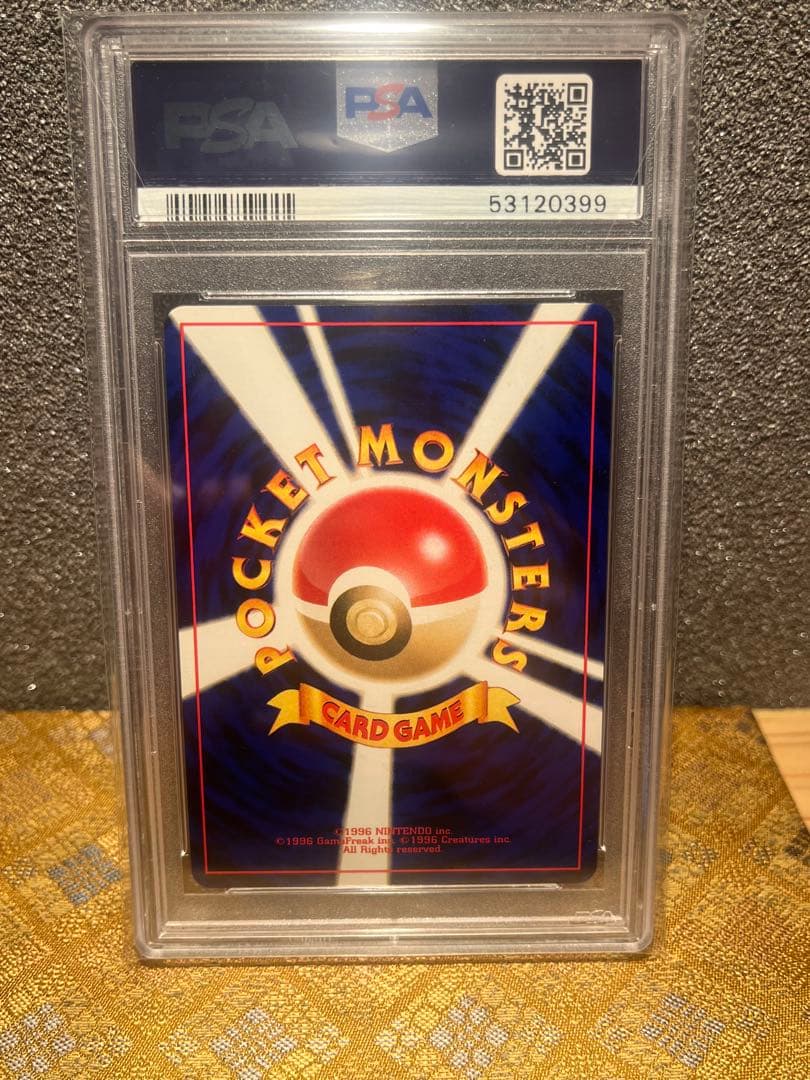 PSA PSA
53120399
POCKET MONSTERS
CARD GAME
©1996 NINTENDO inc.
©1996 GameFreak inc. ©1996 Creatures inc.
All Rights reserved.